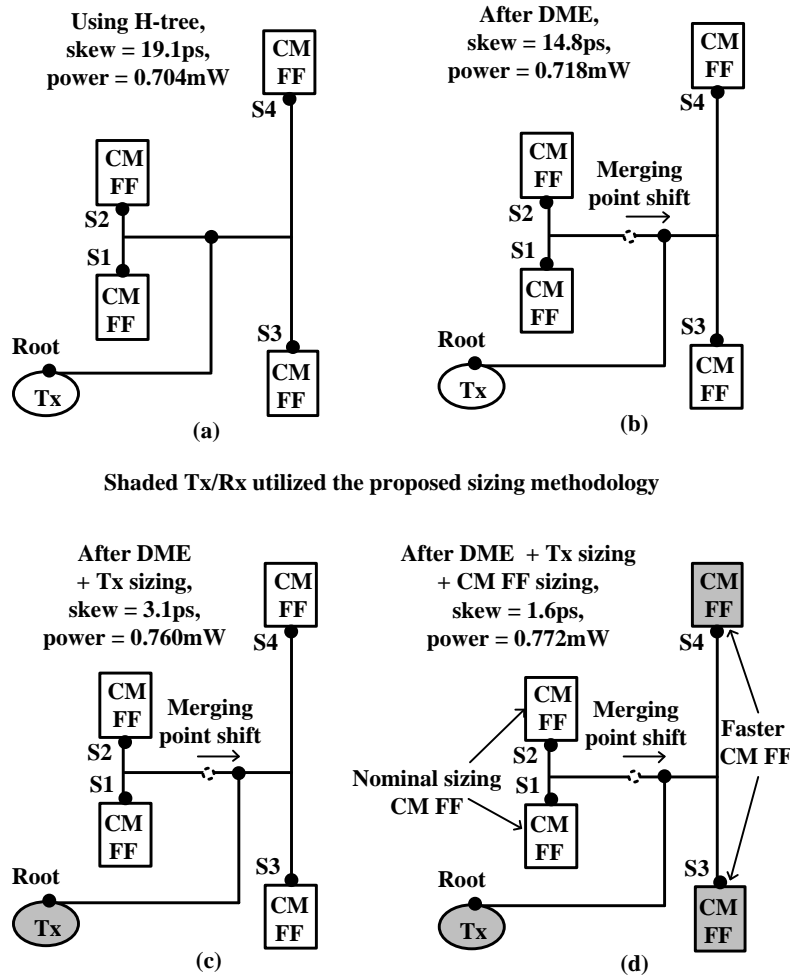 Using H-tree,
skew = 19.1ps,
power = 0.704mW
CM
FF
S4
CM
FF
S2
S1
CM
FF
S3
CM
FF
Root
Tx
(a)
After DME,
skew = 14.8ps,
power = 0.718mW
CM
FF
S4
CM
FF
Merging
point shift
S2
S1
CM
FF
S3
CM
FF
Root
Tx
(b)
Shaded Tx/Rx utilized the proposed sizing methodology
After DME
+ Tx sizing,
skew = 3.1ps,
power = 0.760mW
CM
FF
S4
CM
FF
Merging
point shift
S2
S1
CM
FF
S3
CM
FF
Root
Tx
(c)
After DME + Tx sizing
+ CM FF sizing,
skew = 1.6ps,
power = 0.772mW
CM
FF
S4
CM
FF
Merging
point shift
Faster
CM FF
S2
Nominal sizing
CM FF
S1
CM
FF
S3
CM
FF
Root
Tx
(d)